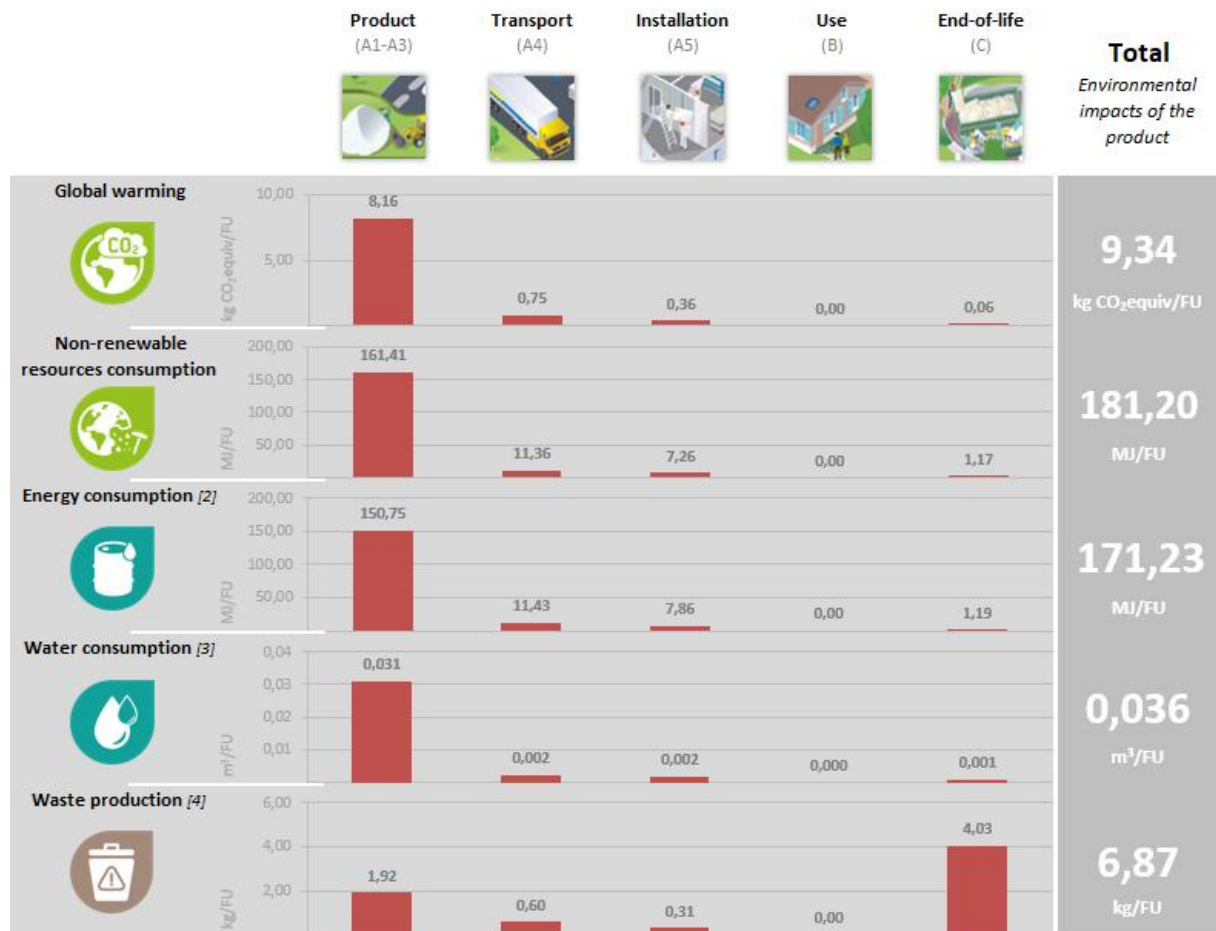 Product
(A1-A3)
Transport
(A4)
Installation
(A5)
Use
(B)
End-of-life
(C)
Total
Environmental
impacts of the
product
Global warming
CO₂
kg CO₂equiv/FU
10,00
5,00
8,16
0,75
0,36
0,00
0,06
9,34
kg CO₂equiv/FU
Non-renewable
resources consumption
MJ/FU
200,00
150,00
100,00
50,00
161,41
11,36
7,26
0,00
1,17
181,20
MJ/FU
Energy consumption [2]
MJ/FU
200,00
150,00
100,00
50,00
150,75
11,43
7,86
0,00
1,19
171,23
MJ/FU
Water consumption [3]
m³/FU
0,04
0,03
0,02
0,01
0,031
0,002
0,002
0,000
0,001
0,036
m³/FU
Waste production [4]
kg/FU
6,00
4,00
2,00
1,92
0,60
0,31
0,00
4,03
6,87
kg/FU